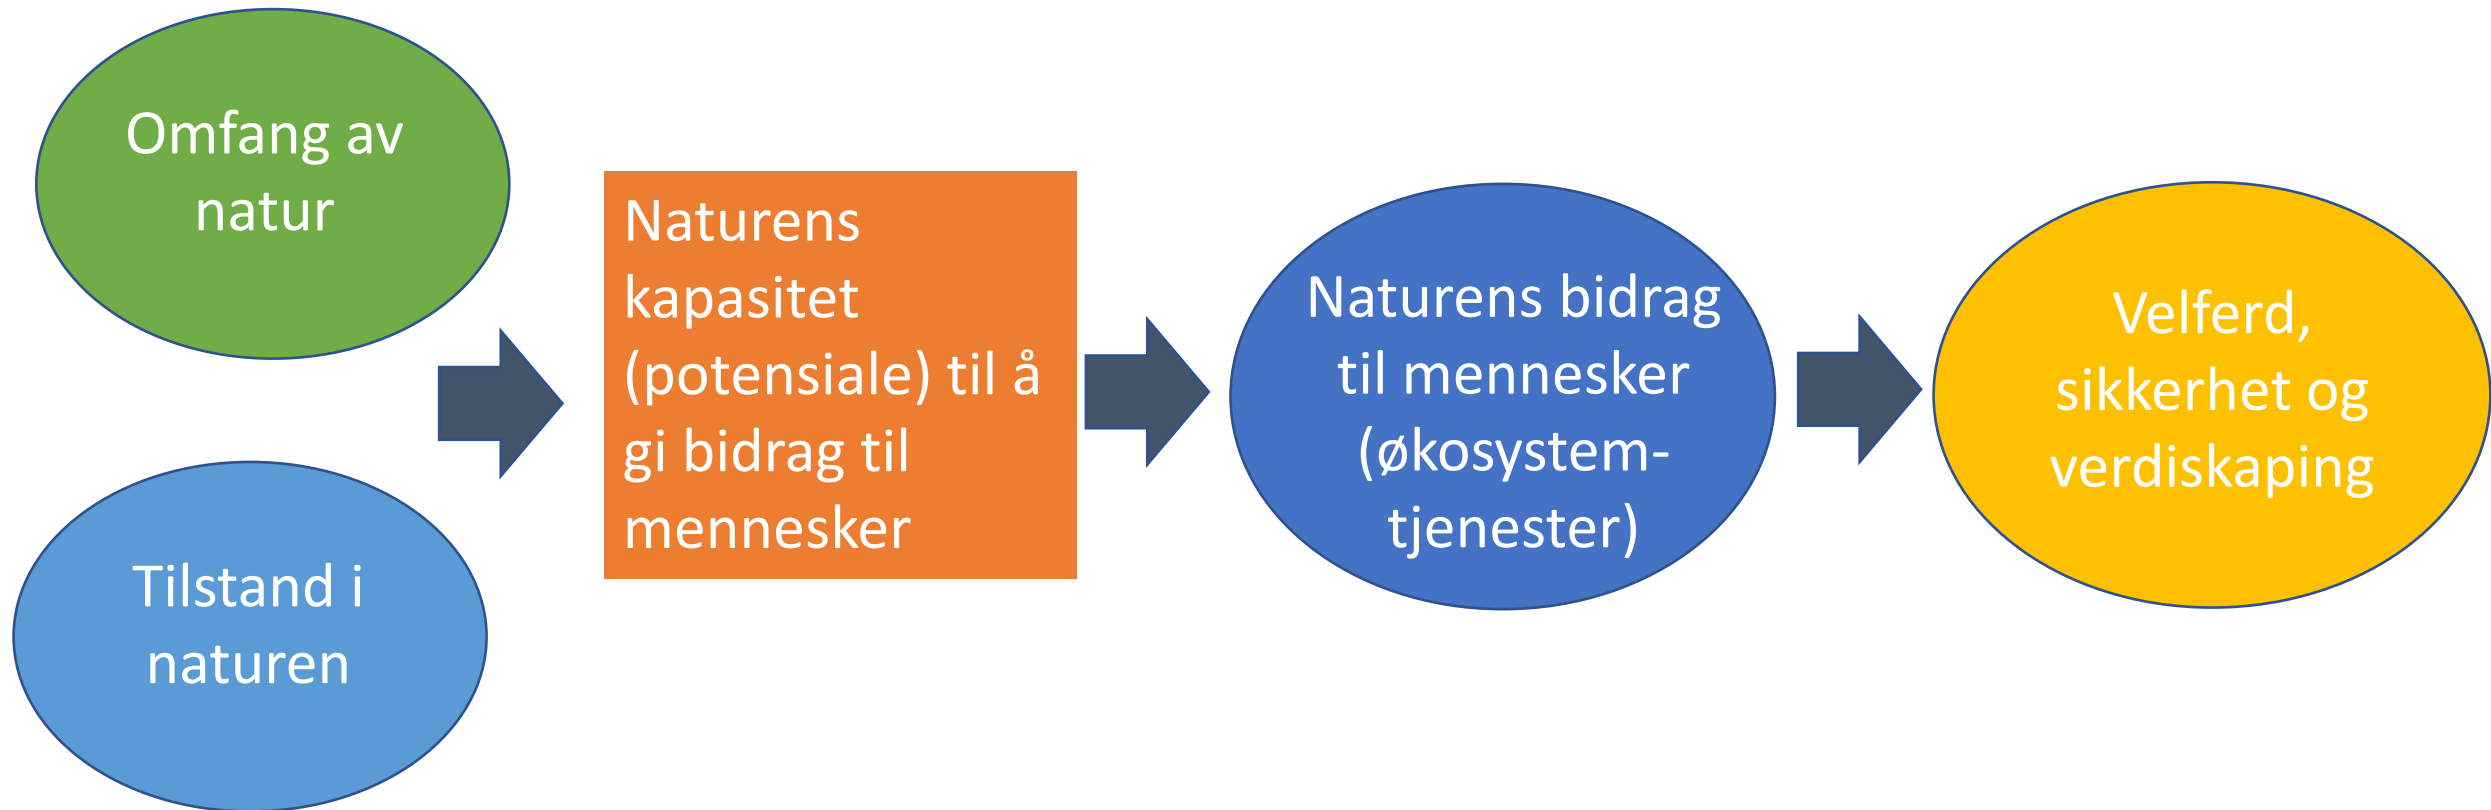 Omfang av
natur
Tilstand i
naturen
Naturens
kapasitet
(potensiale) til å
gi bidrag til
mennesker
Naturens bidrag
til mennesker
(økosystem-
tjenester)
Velferd,
sikkerhet og
verdiskaping